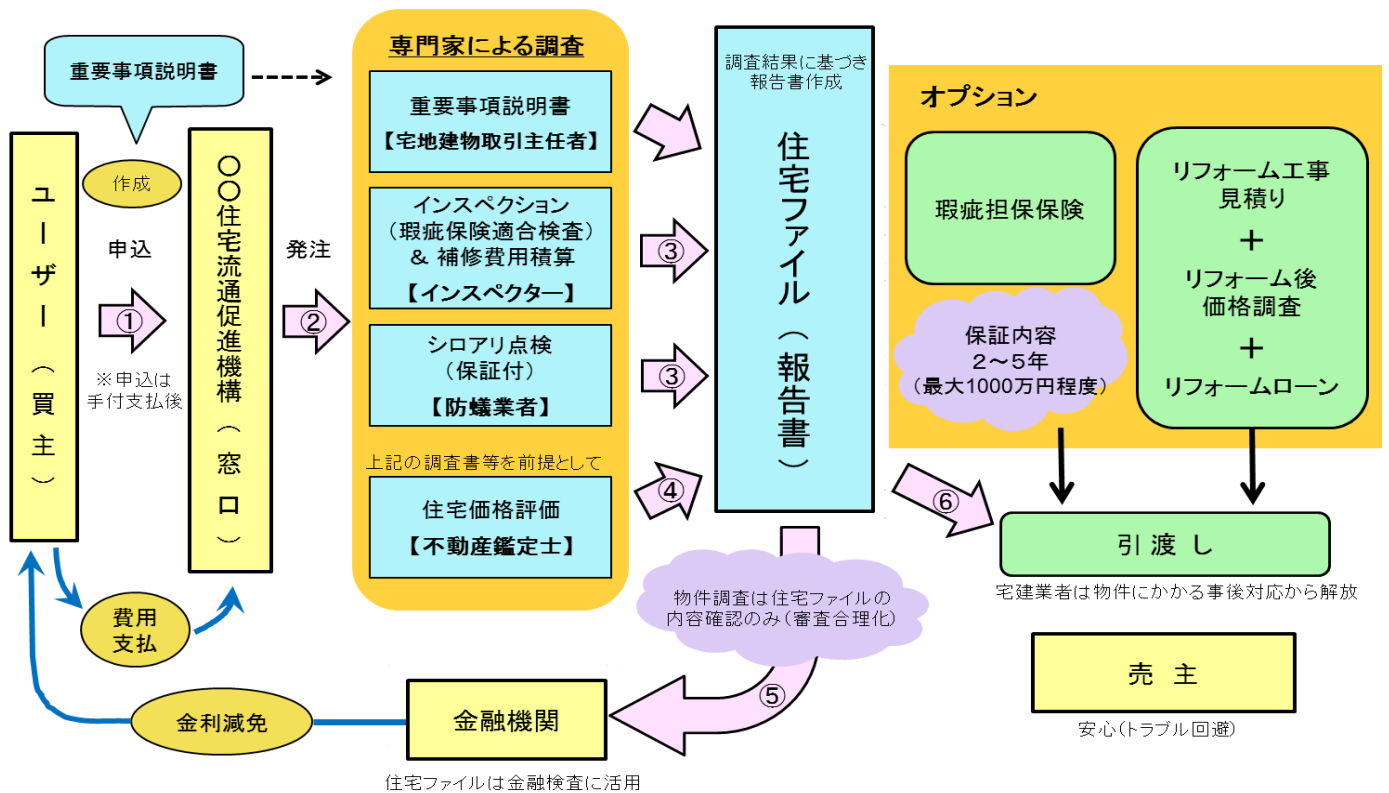 重要事項説明書
作成
ユーザー（買主）
申込
①
※申込は
手付支払後
〇〇住宅流通促進機構（窓口）
発注
②
費用
支払
専門家による調査
重要事項説明書
【宅地建物取引主任者】
インスペクション
（瑕疵保険適合検査）
＆ 補修費用積算
【インスペクター】
③
シロアリ点検
（保証付）
【防蟻業者】
③
上記の調査書等を前提として
住宅価格評価
【不動産鑑定士】
④
調査結果に基づき
報告書作成
住宅ファイル（報告書）
オプション
瑕疵担保保険
保証内容
２～５年
（最大1000万円程度）
リフォーム工事
見積り
＋
リフォーム後
価格調査
＋
リフォームローン
⑥
引渡し
宅建業者は物件にかかる事後対応から解放
売主
安心（トラブル回避）
物件調査は住宅ファイルの
内容確認のみ（審査合理化）
⑤
金融機関
住宅ファイルは金融検査に活用
金利減免